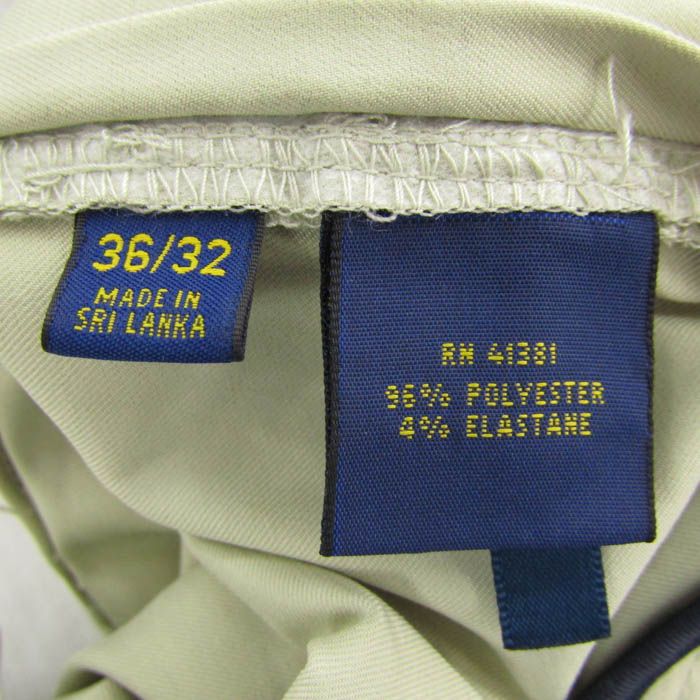 36/32
MADE IN
SRI LANKA
RN 41381
96% POLYESTER
4% ELASTANE